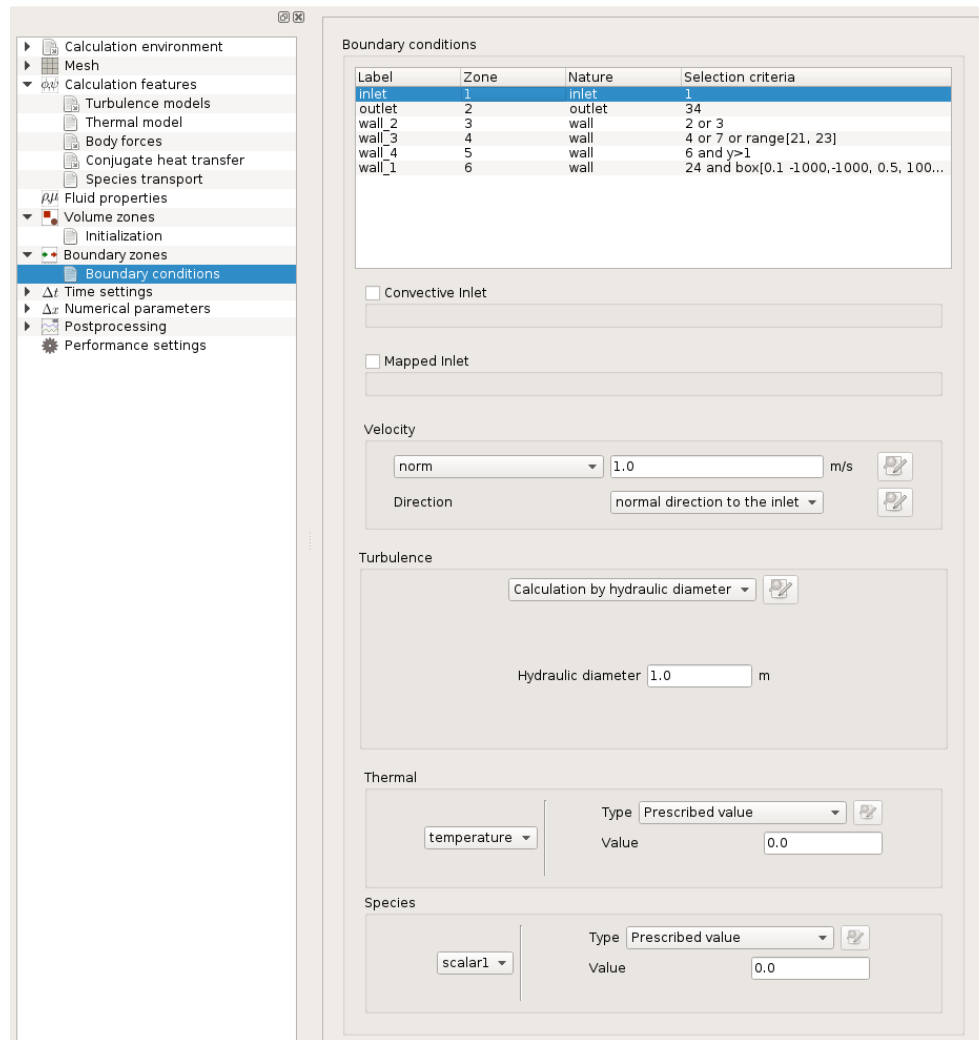 Calculation environment
Mesh
Calculation features
Turbulence models
Thermal model
Body forces
Conjugate heat transfer
Species transport
ρμ Fluid properties
Volume zones
Initialization
Boundary zones
Boundary conditions
Δt Time settings
Δx Numerical parameters
Postprocessing
Performance settings
Boundary conditions
Label Zone Nature Selection criteria
inlet 1 inlet 1
outlet 2 outlet 34
wall_2 3 wall 2 or 3
wall_3 4 wall 4 or 7 or range[21, 23]
wall_4 5 wall 6 and y>1
wall_1 6 wall 24 and box[0.1 -1000,-1000, 0.5, 100...
Convective Inlet
Mapped Inlet
Velocity
norm 1.0 m/s
Direction normal direction to the inlet
Turbulence
Calculation by hydraulic diameter
Hydraulic diameter 1.0 m
Thermal
temperature
Type Prescribed value
Value 0.0
Species
scalar1
Type Prescribed value
Value 0.0